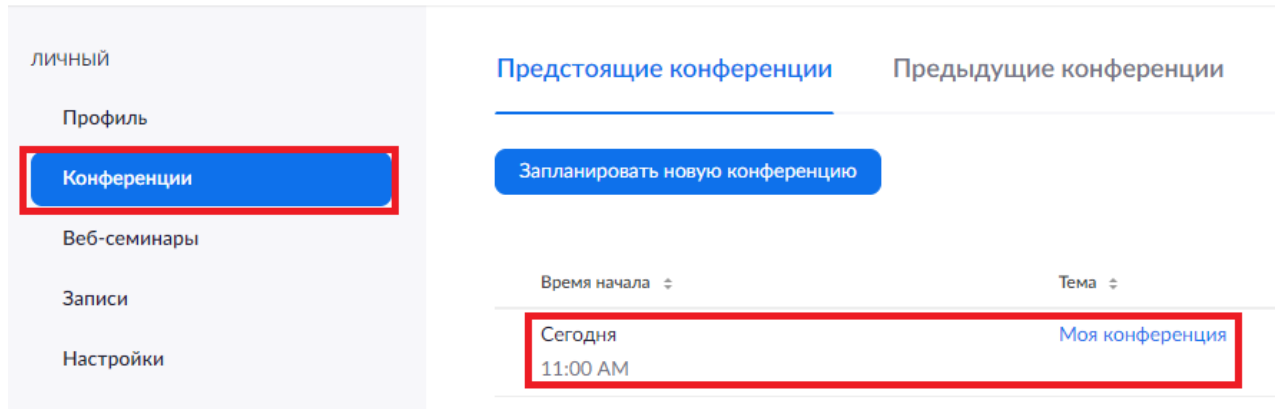 ЛИЧНЫЙ
Профиль
Конференции
Веб-семинары
Записи
Настройки
Предстоящие конференции Предыдущие конференции
Запланировать новую конференцию
Время начала Тема
Сегодня Моя конференция
11:00 AM